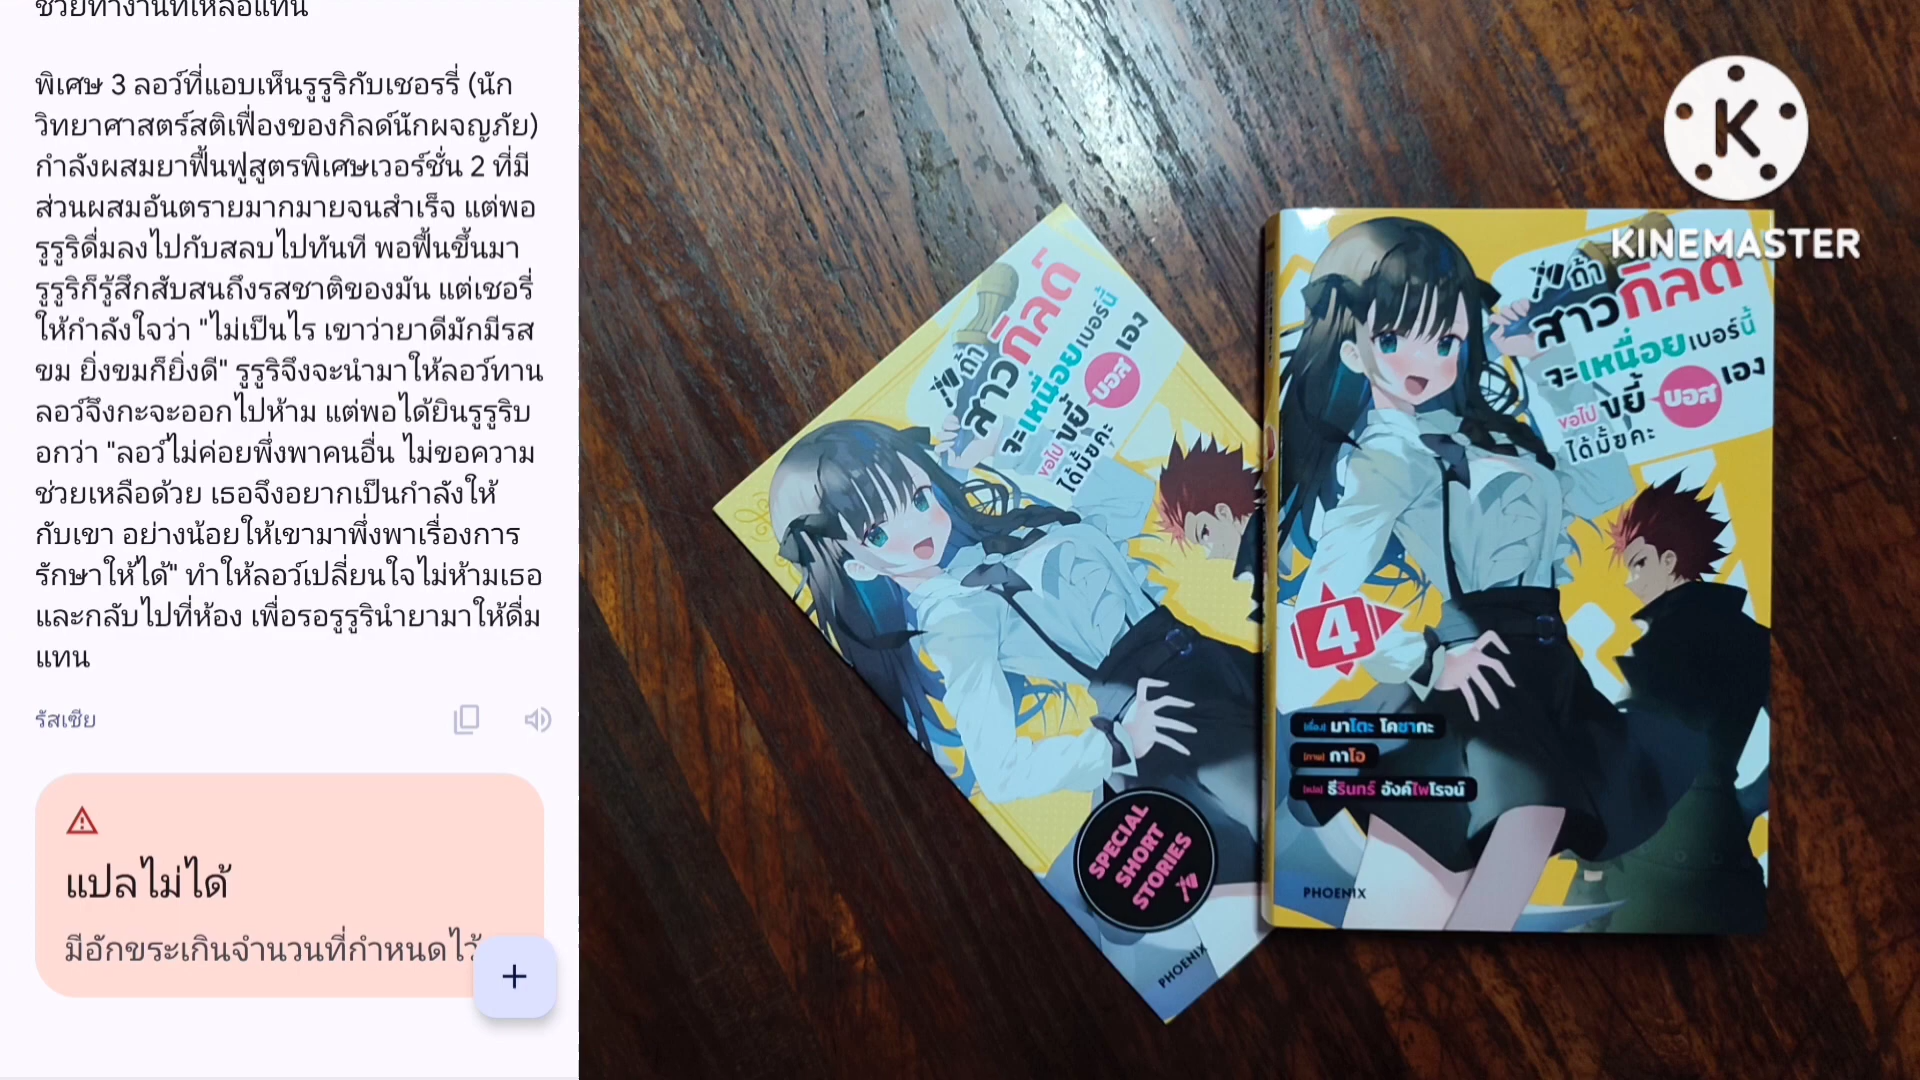 ช่วยทำงานที่เหลือแทน
พิเศษ 3 ลอว์ที่แอบเห็นรูรูริกับเชอรรี่ (นัก
วิทยาศาสตร์สติเฟื่องของกิลด์นักผจญภัย)
กำลังผสมยาฟื้นฟูสูตรพิเศษเวอร์ชั่น 2 ที่มี
ส่วนผสมอันตรายมากมายจนสำเร็จ แต่พอ
รูรูริดื่มลงไปกับสลบไปทันที พอฟื้นขึ้นมา
รูรูริก็รู้สึกสับสนถึงรสชาติของมัน แต่เชอรี่
ให้กำลังใจว่า "ไม่เป็นไร เขาว่ายาดีมักมีรส
ขม ยิ่งขมก็ยิ่งดี" รูรูริจึงจะนำมาให้ลอว์ทาน
ลอว์จึงกะจะออกไปห้าม แต่พอได้ยินรูรูริบ
อกว่า "ลอว์ไม่ค่อยพึ่งพาคนอื่น ไม่ขอความ
ช่วยเหลือด้วย เธอจึงอยากเป็นกำลังให้
กับเขา อย่างน้อยให้เขามาพึ่งพาเรื่องการ
รักษาให้ได้" ทำให้ลอว์เปลี่ยนใจไม่ห้ามเธอ
และกลับไปที่ห้อง เพื่อรอรูรูรินำยามาให้ดื่ม
แทน
รัสเซีย
แปลไม่ได้
มีอักขระเกินจำนวนที่กำหนดไว้
+
ถ้า
สาวกิลด์
จะเหนื่อยเบอร์นี้
ขอไปขยี้บอสเอง
ได้มั้ยคะ
SPECIAL
SHORT
STORIES
PHOENIX
K
KINEMASTER
ถ้า
สาวกิลด์
จะเหนื่อยเบอร์นี้
ขอไปขยี้บอสเอง
ได้มั้ยคะ
4
[เรื่อง] มาโตะ โคซากะ
[ภาพ] กาโอ
[แปล] ธีรินทร์ อังค์ไพโรจน์
PHOENIX